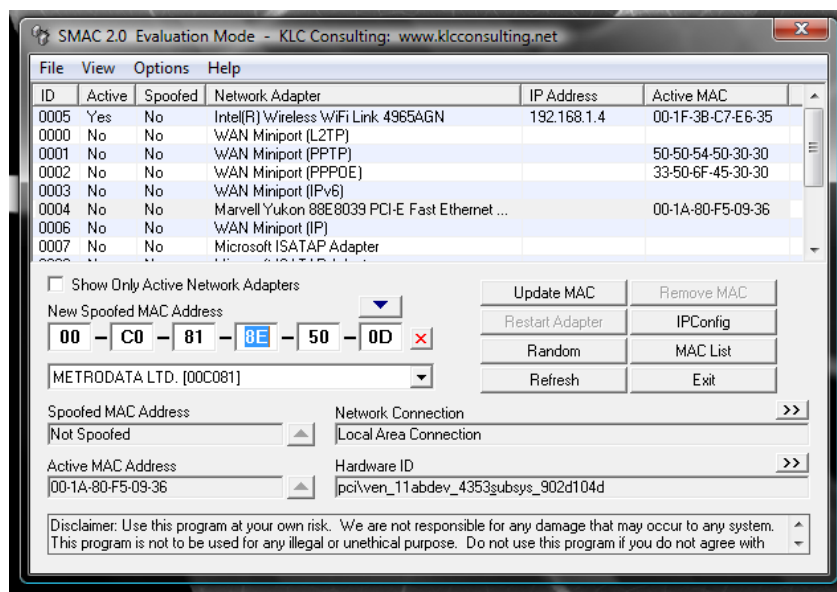 SMAC 2.0 Evaluation Mode - KLC Consulting: www.klcconsulting.net
File View Options Help
ID Active Spoofed Network Adapter IP Address Active MAC
0005 Yes No Intel(R) Wireless WiFi Link 4965AGN 192.168.1.4 00-1F-3B-C7-E6-35
0000 No No WAN Miniport (L2TP)
0001 No No WAN Miniport (PPTP) 50-50-54-50-30-30
0002 No No WAN Miniport (PPPOE) 33-50-6F-45-30-30
0003 No No WAN Miniport (IPv6)
0004 No No Marvell Yukon 88E8039 PCI-E Fast Ethernet ... 00-1A-80-F5-09-36
0006 No No WAN Miniport (IP)
0007 No No Microsoft ISATAP Adapter
Show Only Active Network Adapters
New Spoofed MAC Address
00 - C0 - 81 - 8E - 50 - 0D
METRODATA LTD. [00C081]
Update MAC Remove MAC
Restart Adapter IPConfig
Random MAC List
Refresh Exit
Spoofed MAC Address
Not Spoofed
Network Connection >>
Local Area Connection
Active MAC Address
00-1A-80-F5-09-36
Hardware ID >>
pci\ven_11abdev_4353subsys_902d104d
Disclaimer: Use this program at your own risk. We are not responsible for any damage that may occur to any system.
This program is not to be used for any illegal or unethical purpose. Do not use this program if you do not agree with